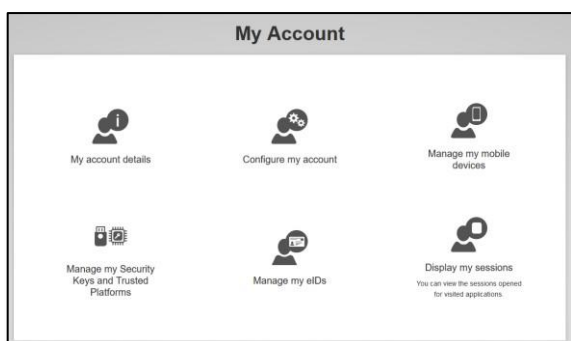 My Account
My account details
Configure my account
Manage my mobile
devices
Manage my Security
Keys and Trusted
Platforms
Manage my eIDs
Display my sessions
You can view the sessions opened
for visited applications